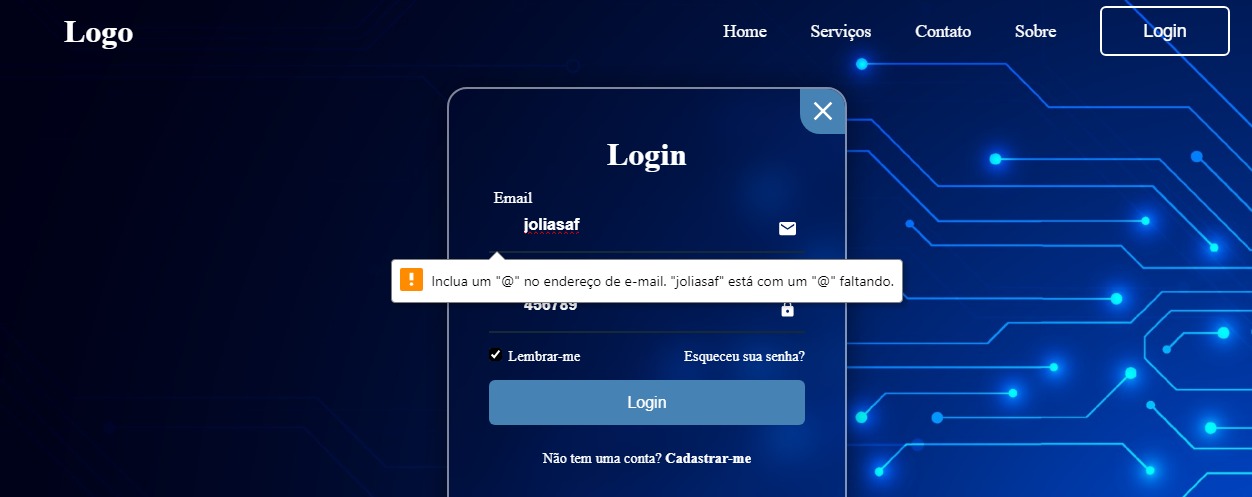 Logo
Home Serviços Contato Sobre Login
Login
Email
joliasaf
Inclua um "@" no endereço de e-mail. "joliasaf" está com um "@" faltando.
456789
Lembrar-me Esqueceu sua senha?
Login
Não tem uma conta? Cadastrar-me